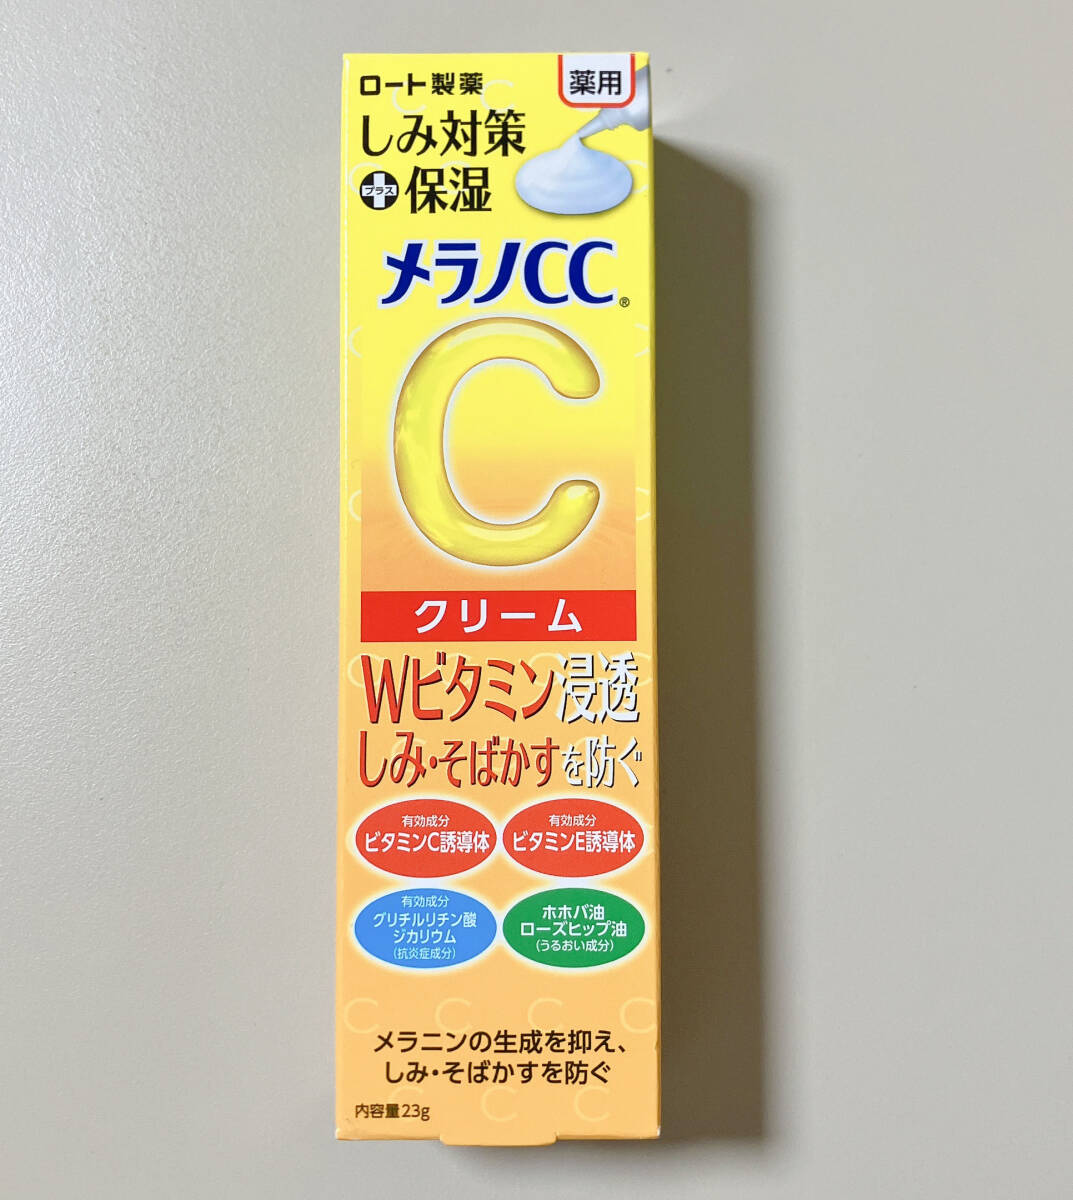 ロート製薬
薬用
しみ対策
プラス
保湿
メラノCC®
C
クリーム
Wビタミン浸透
しみ・そばかすを防ぐ
有効成分
ビタミンC誘導体
有効成分
ビタミンE誘導体
有効成分
グリチルリチン酸
ジカリウム
(抗炎症成分)
ホホバ油
ローズヒップ油
(うるおい成分)
メラニンの生成を抑え、
しみ・そばかすを防ぐ
内容量23g